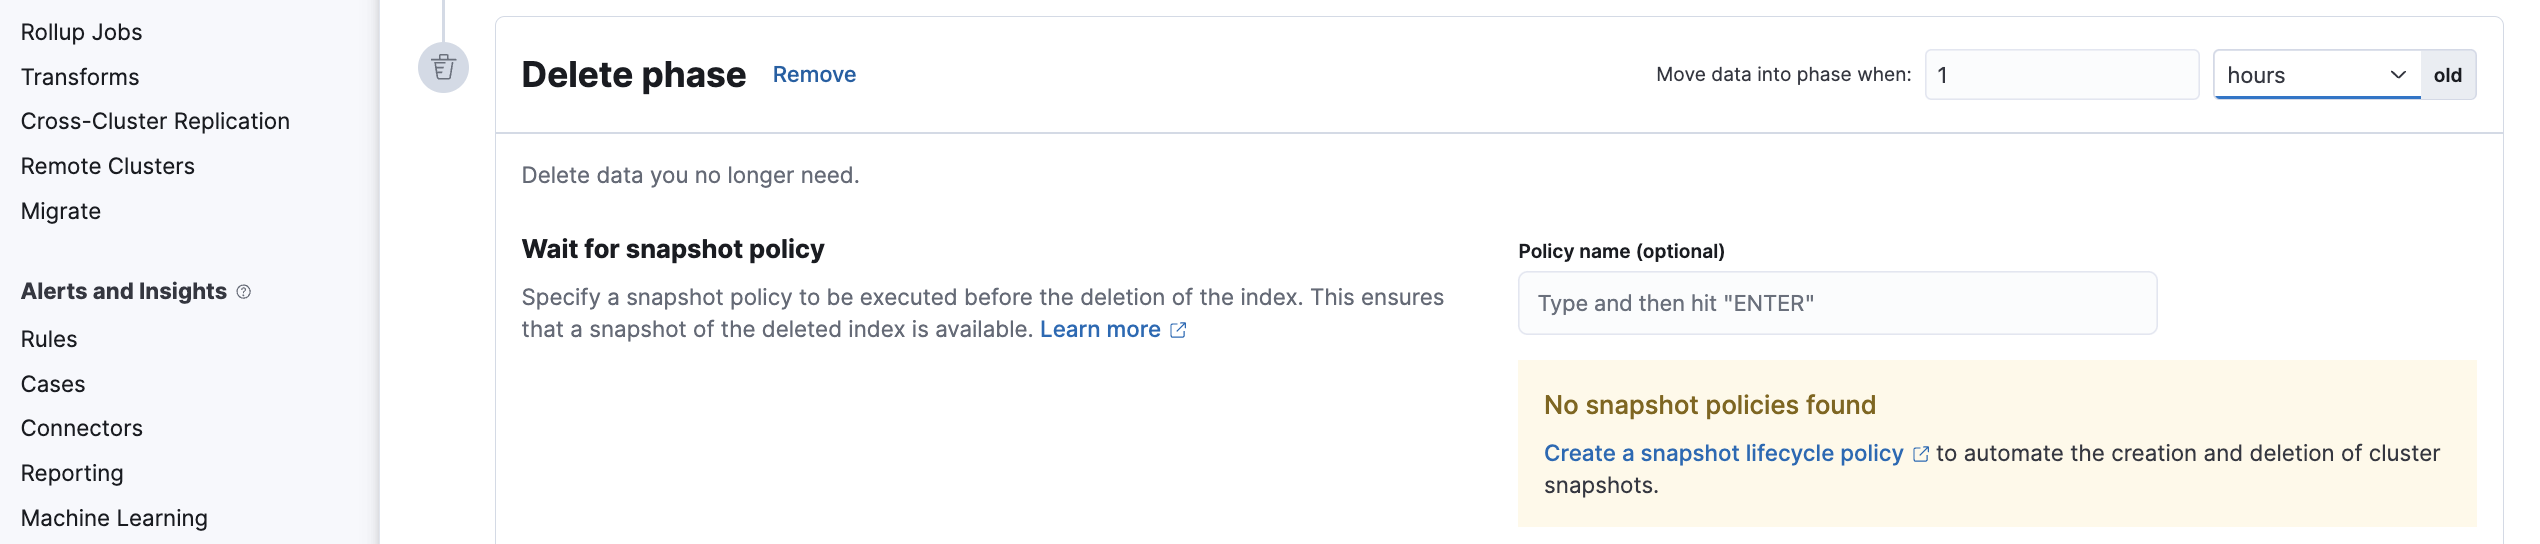 Rollup Jobs
Transforms
Cross-Cluster Replication
Remote Clusters
Migrate
Alerts and Insights
Rules
Cases
Connectors
Reporting
Machine Learning
Delete phase Remove
Move data into phase when: 1 hours old
Delete data you no longer need.
Wait for snapshot policy
Specify a snapshot policy to be executed before the deletion of the index. This ensures
that a snapshot of the deleted index is available. Learn more
Policy name (optional)
Type and then hit "ENTER"
No snapshot policies found
Create a snapshot lifecycle policy to automate the creation and deletion of cluster
snapshots.